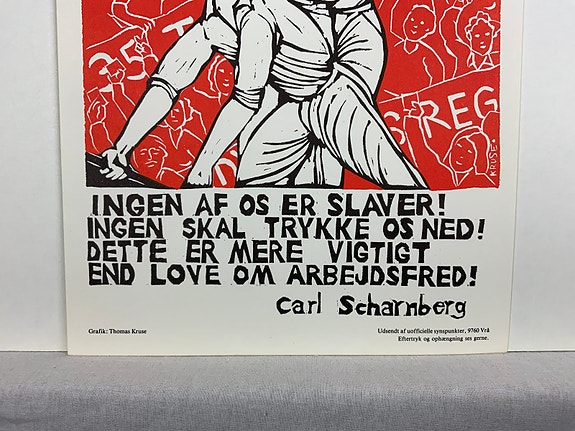 35 T
S REG
KRUSE
INGEN AF OS ER SLAVER!
INGEN SKAL TRYKKE OS NED!
DETTE ER MERE VIGTIGT
END LOVE OM ARBEJDSFRED!
Carl Scharnberg
Grafik: Thomas Kruse
Udsendt af uofficielle synspunkter, 9760 Vrå
Eftertryk og ophængning ses gerne.